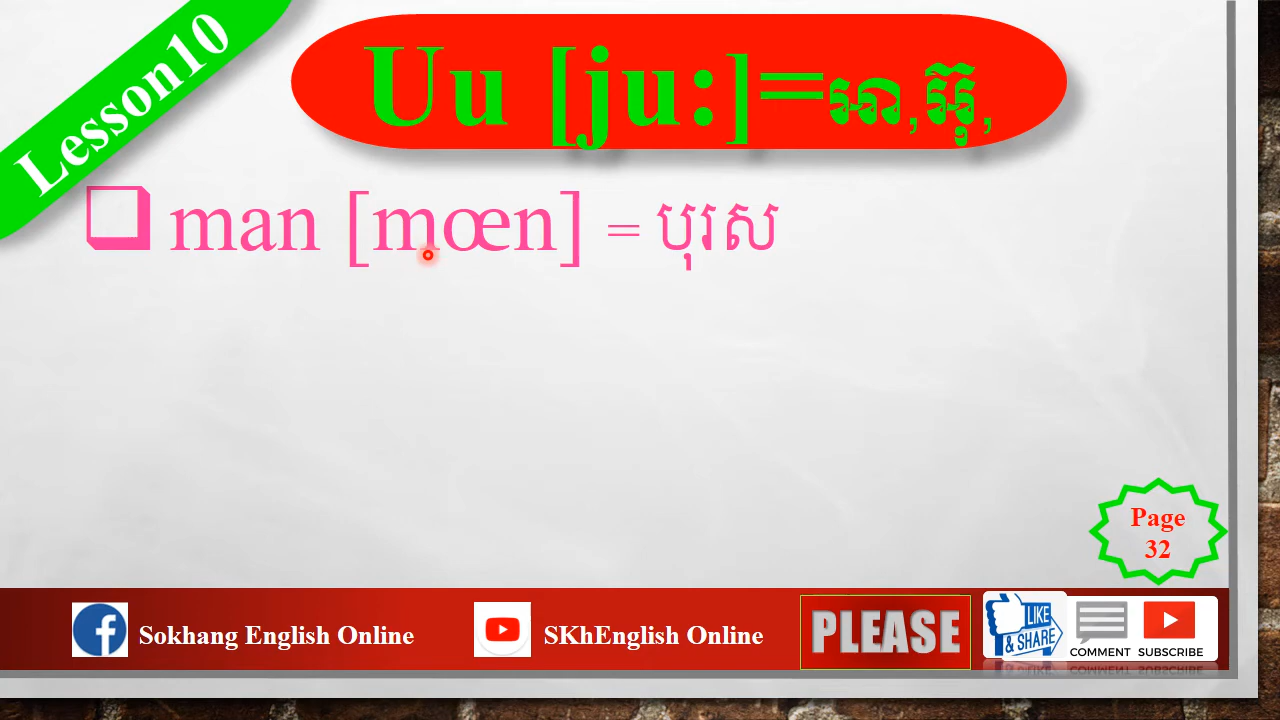 Lesson10
Uu [ju:]=អា,អ៊ុ,
man [mœn] = បុរស
Page
32
Sokhang English Online
SKhEnglish Online
PLEASE
LIKE
& SHARE
COMMENT
SUBSCRIBE